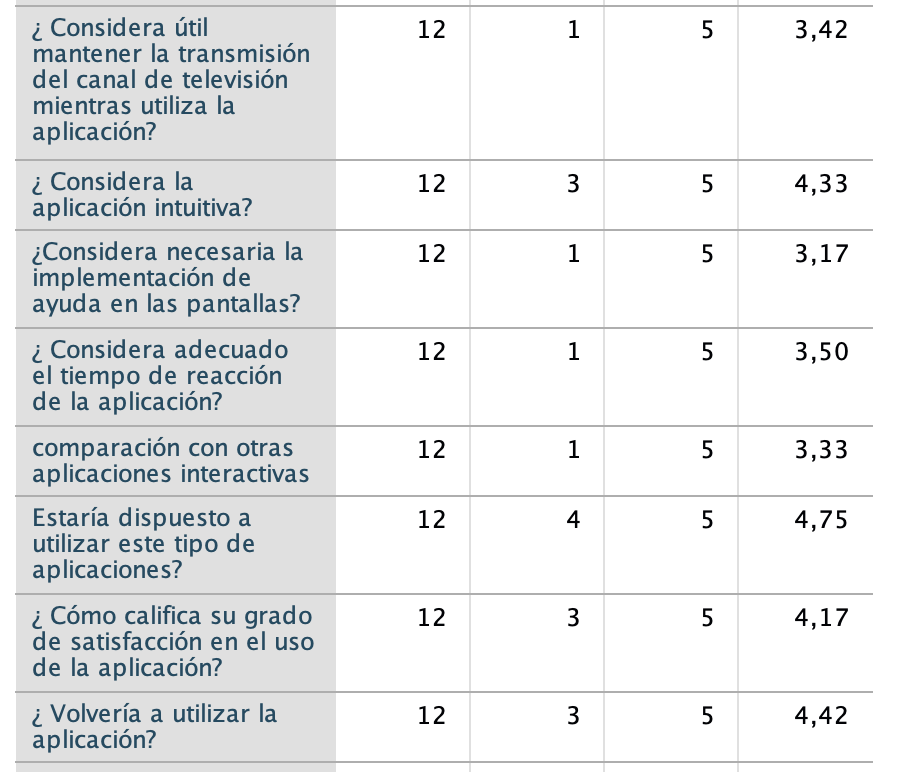 ¿ Considera útil
mantener la transmisión
del canal de televisión
mientras utiliza la
aplicación?
12 1 5 3,42
¿ Considera la
aplicación intuitiva?
12 3 5 4,33
¿Considera necesaria la
implementación de
ayuda en las pantallas?
12 1 5 3,17
¿ Considera adecuado
el tiempo de reacción
de la aplicación?
12 1 5 3,50
comparación con otras
aplicaciones interactivas
12 1 5 3,33
Estaría dispuesto a
utilizar este tipo de
aplicaciones?
12 4 5 4,75
¿ Cómo califica su grado
de satisfacción en el uso
de la aplicación?
12 3 5 4,17
¿ Volvería a utilizar la
aplicación?
12 3 5 4,42